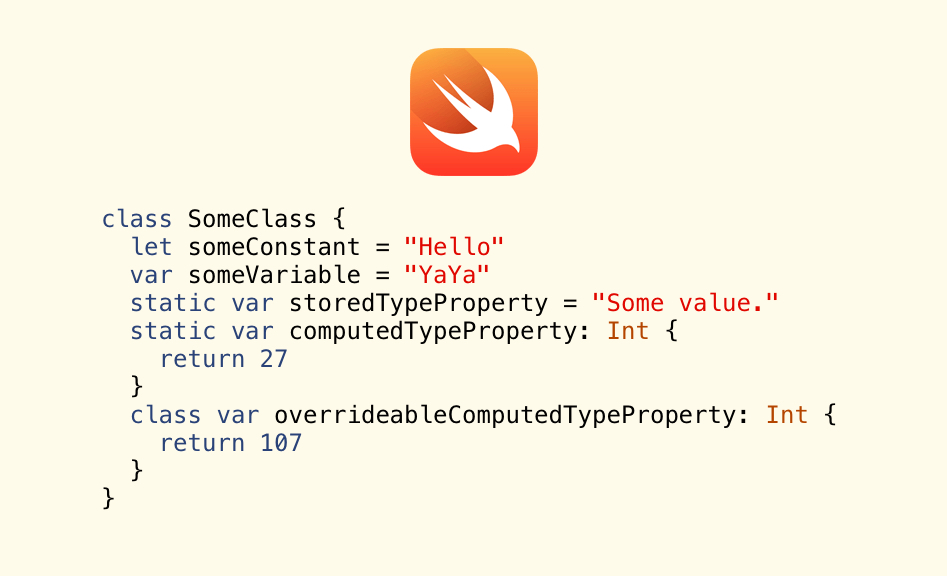 class SomeClass {
  let someConstant = "Hello"
  var someVariable = "YaYa"
  static var storedTypeProperty = "Some value."
  static var computedTypeProperty: Int {
    return 27
  }
  class var overrideableComputedTypeProperty: Int {
    return 107
  }
}